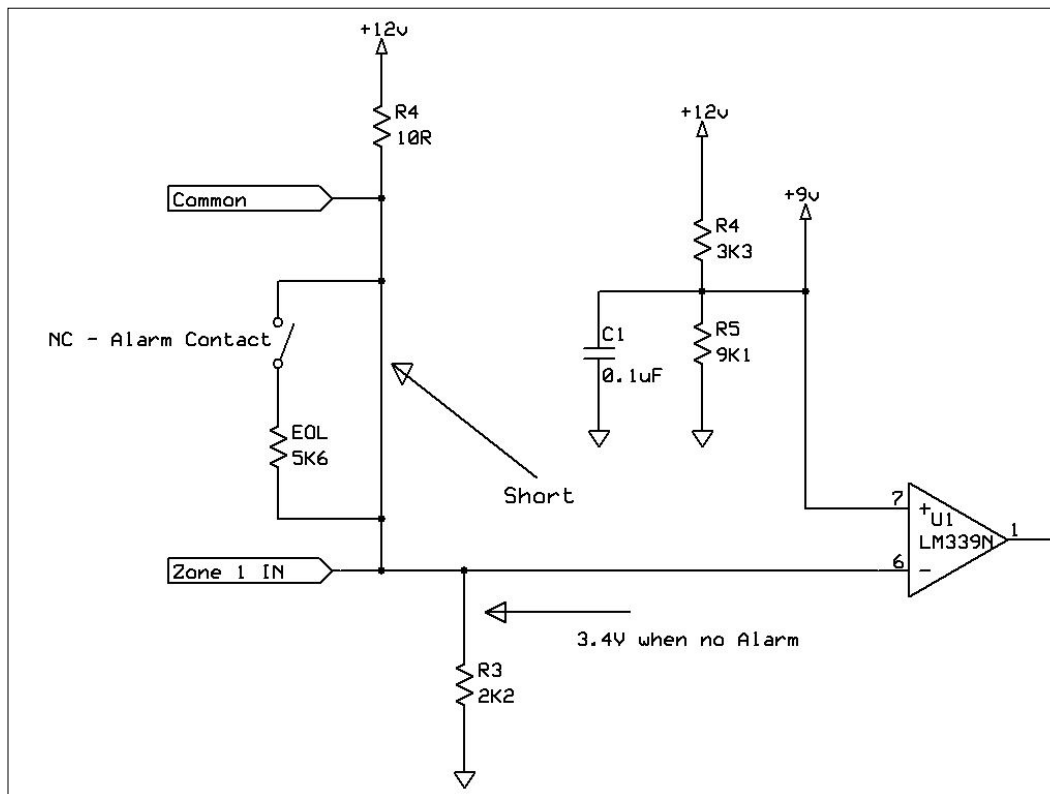 +12v
R4
10R
+12v
Common
+9v
R4
3K3
NC - Alarm Contact
C1
0.1uF
R5
9K1
EOL
5K6
Short
7
+
U1
LM339N
1
Zone 1 IN
6
-
3.4V when no Alarm
R3
2K2